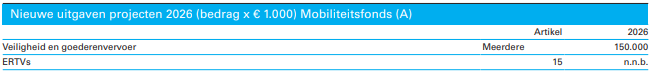 Nieuwe uitgaven projecten 2026 (bedrag x € 1.000) Mobiliteitsfonds (A)
Artikel 2026
Veiligheid en goederenvervoer Meerdere 150.000
ERTVs 15 n.n.b.